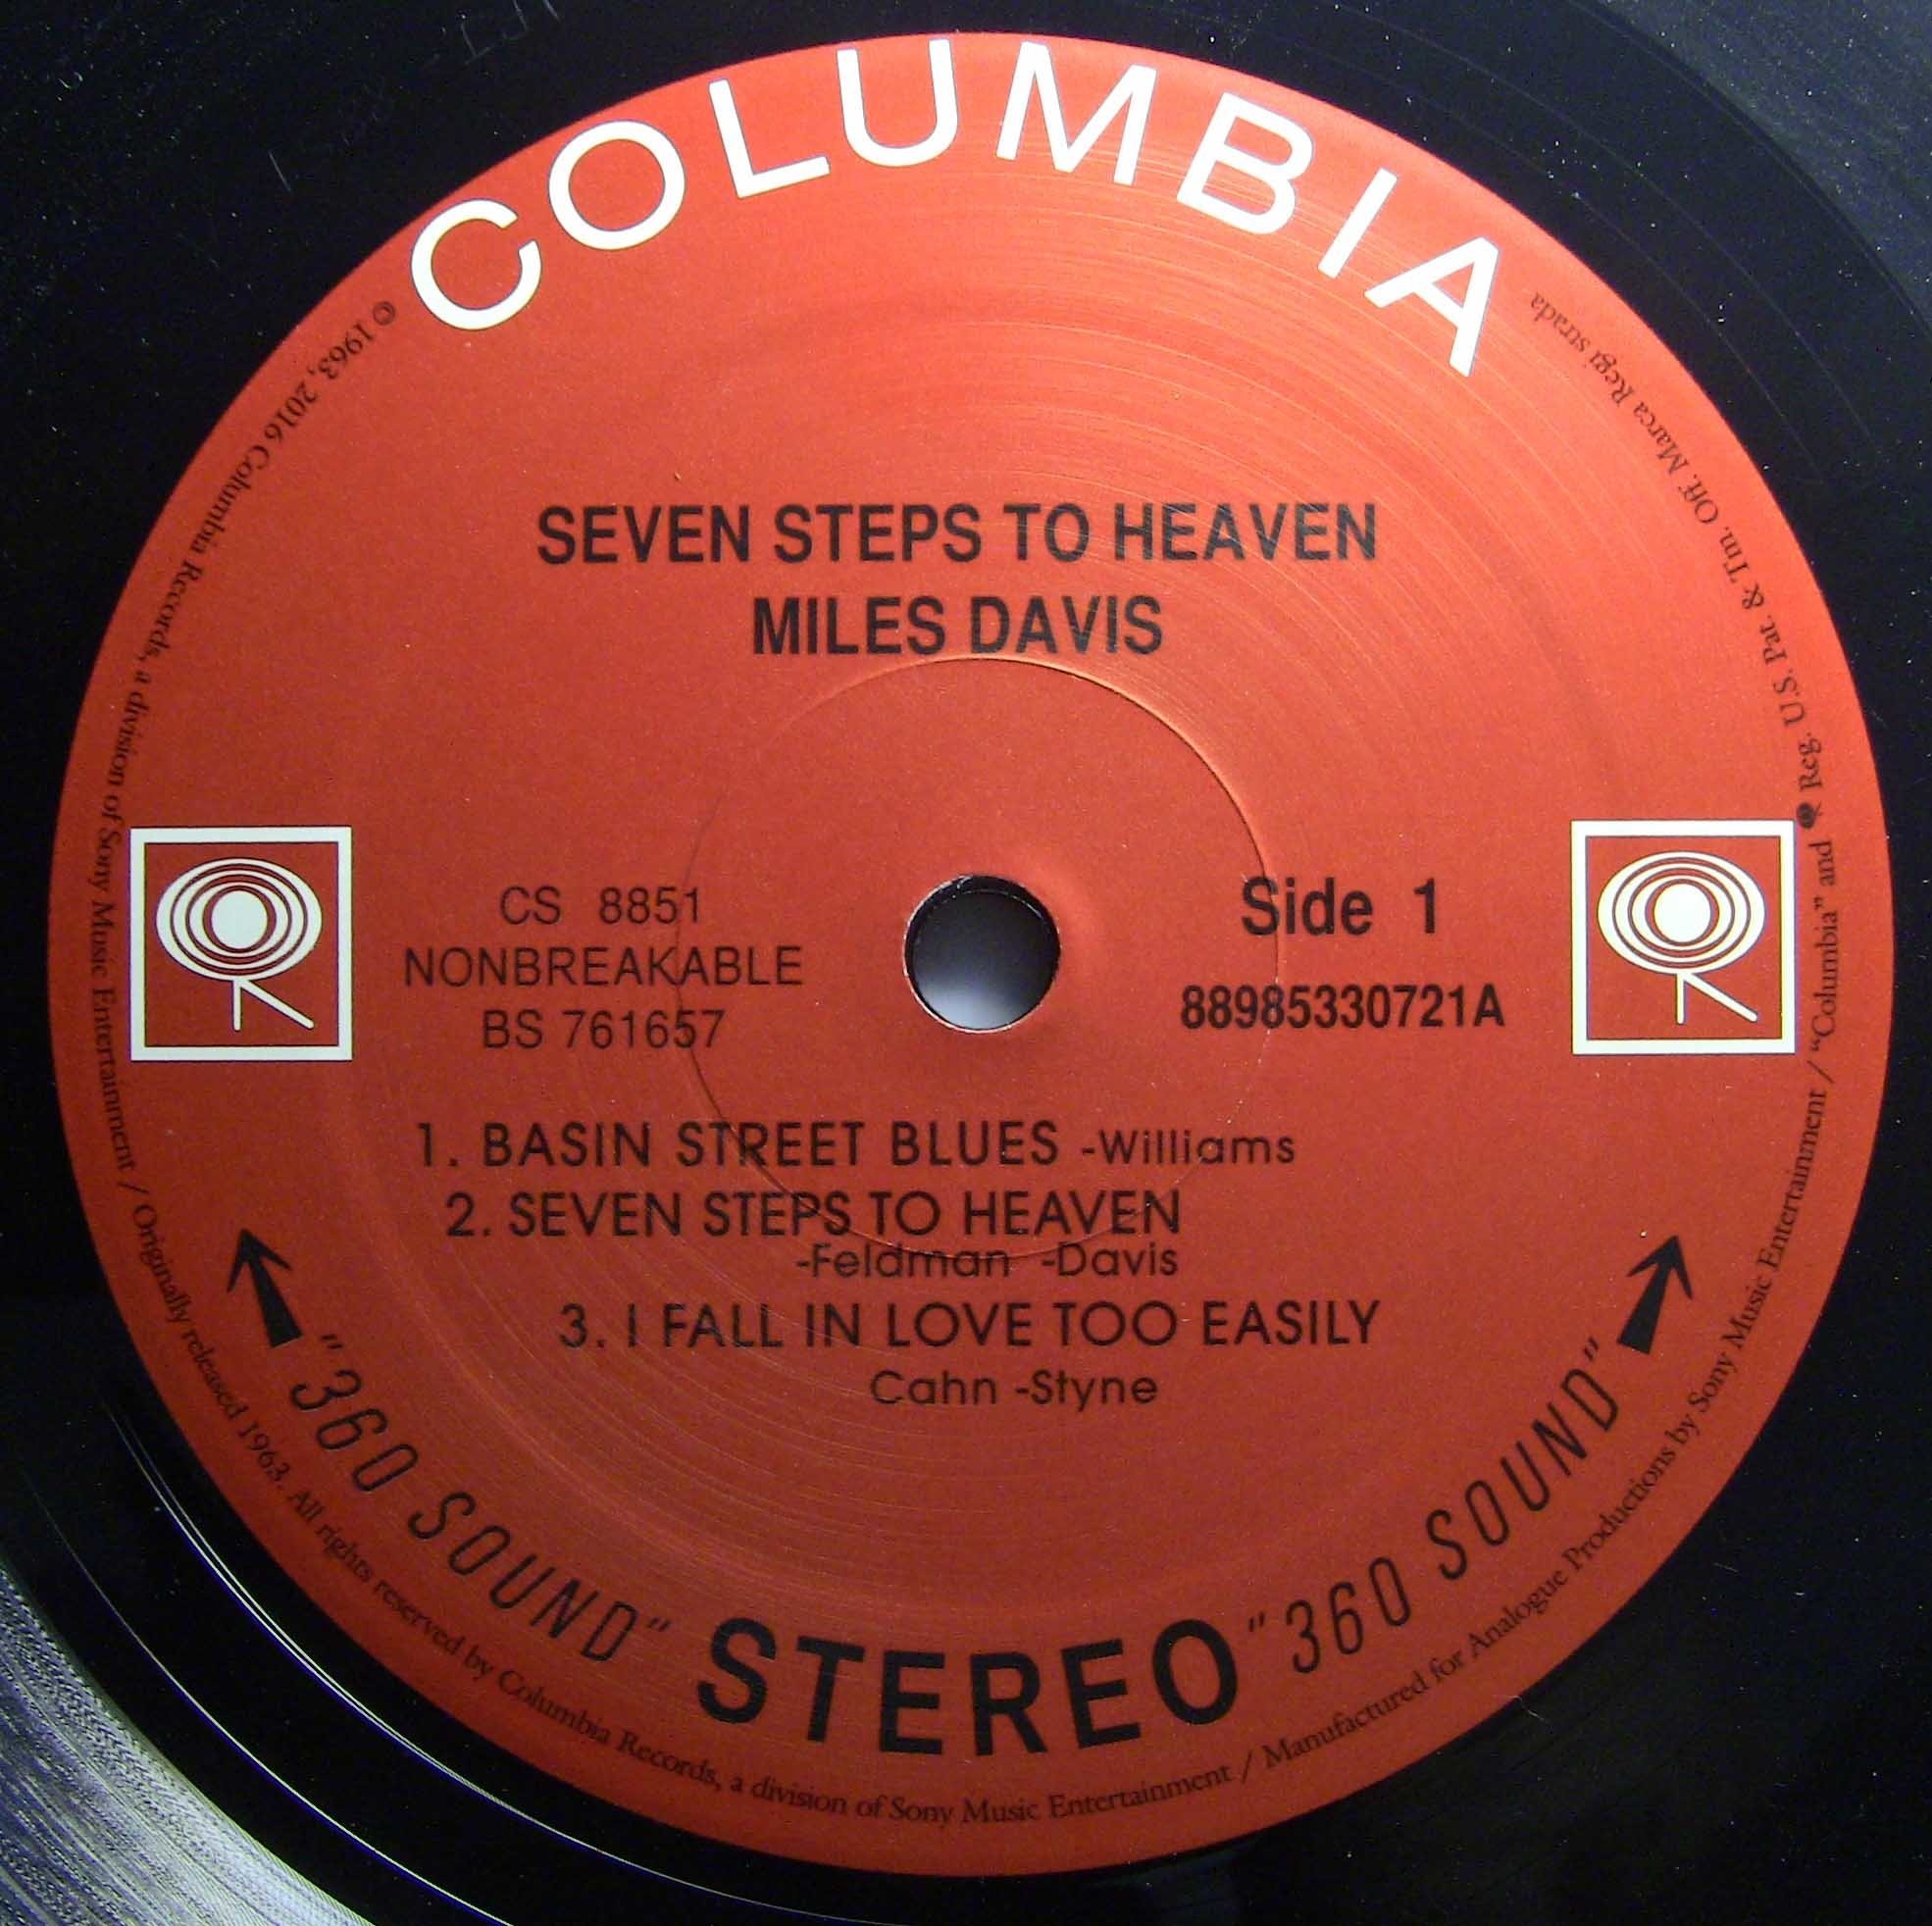 COLUMBIA
SEVEN STEPS TO HEAVEN
MILES DAVIS
CS 8851
NONBREAKABLE
BS 761657
Side 1
88985330721A
1. BASIN STREET BLUES -Williams
2. SEVEN STEPS TO HEAVEN
-Feldman -Davis
3. I FALL IN LOVE TOO EASILY
Cahn -Styne
"360 SOUND" STEREO "360 SOUND"
© 1963, 2016 Columbia Records, a division of Sony Music Entertainment / Originally released 1963. All rights reserved by Columbia Records, a division of Sony Music Entertainment / Manufactured for Analogue Productions by Sony Music Entertainment / "Columbia" and Reg. U.S. Pat. & Tm. Off. Marca Regi strada